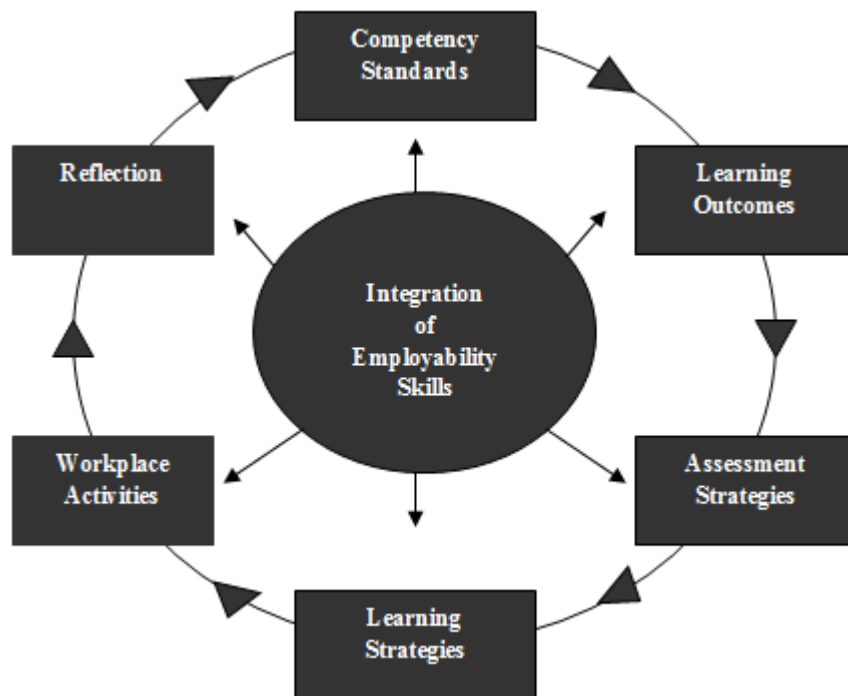 Competency
Standards
Reflection
Learning
Outcomes
Integration
of
Employability
Skills
Workplace
Activities
Assessment
Strategies
Learning
Strategies